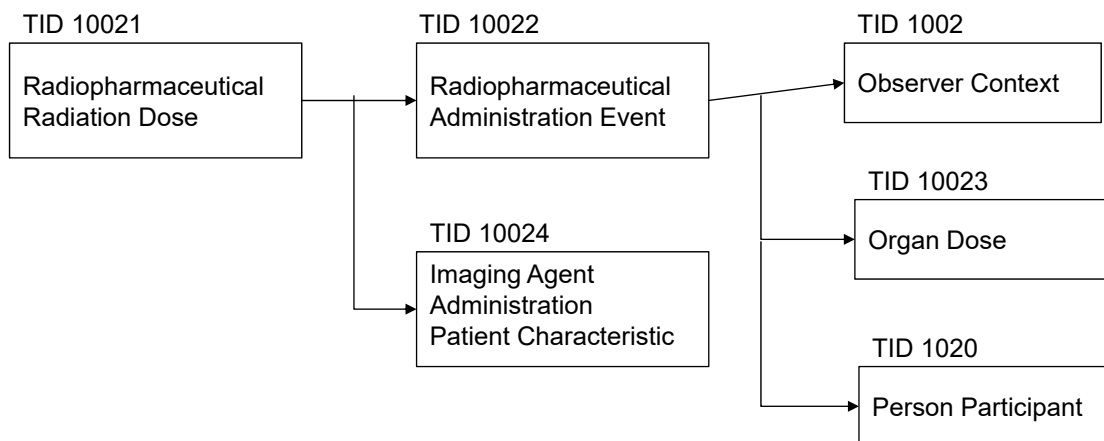 TID 10021
Radiopharmaceutical
Radiation Dose
TID 10022
Radiopharmaceutical
Administration Event
TID 1002
Observer Context
TID 10024
Imaging Agent
Administration
Patient Characteristic
TID 10023
Organ Dose
TID 1020
Person Participant